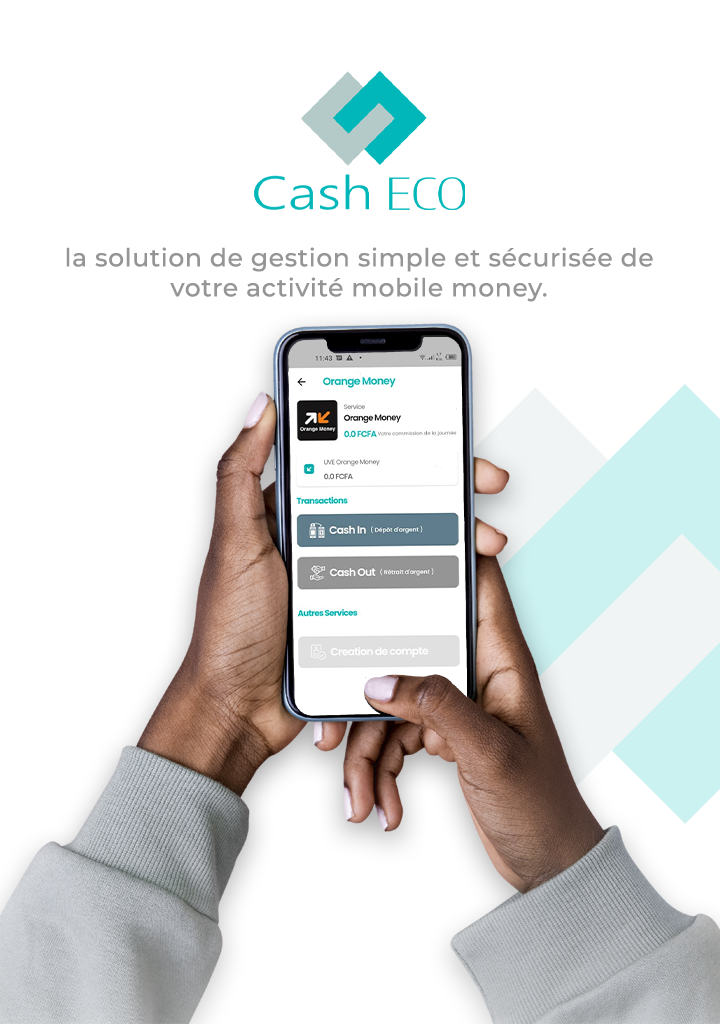 Cash ECO
la solution de gestion simple et sécurisée de
votre activité mobile money.
11:43
Orange Money
Service
Orange Money
Orange Money
0.0 FCFA Votre commission de la journée
UVE Orange Money
0.0 FCFA
Transactions
Cash In ( Dépôt d'argent )
Cash Out ( Rétrait d'argent )
Autres Services
Creation de compte